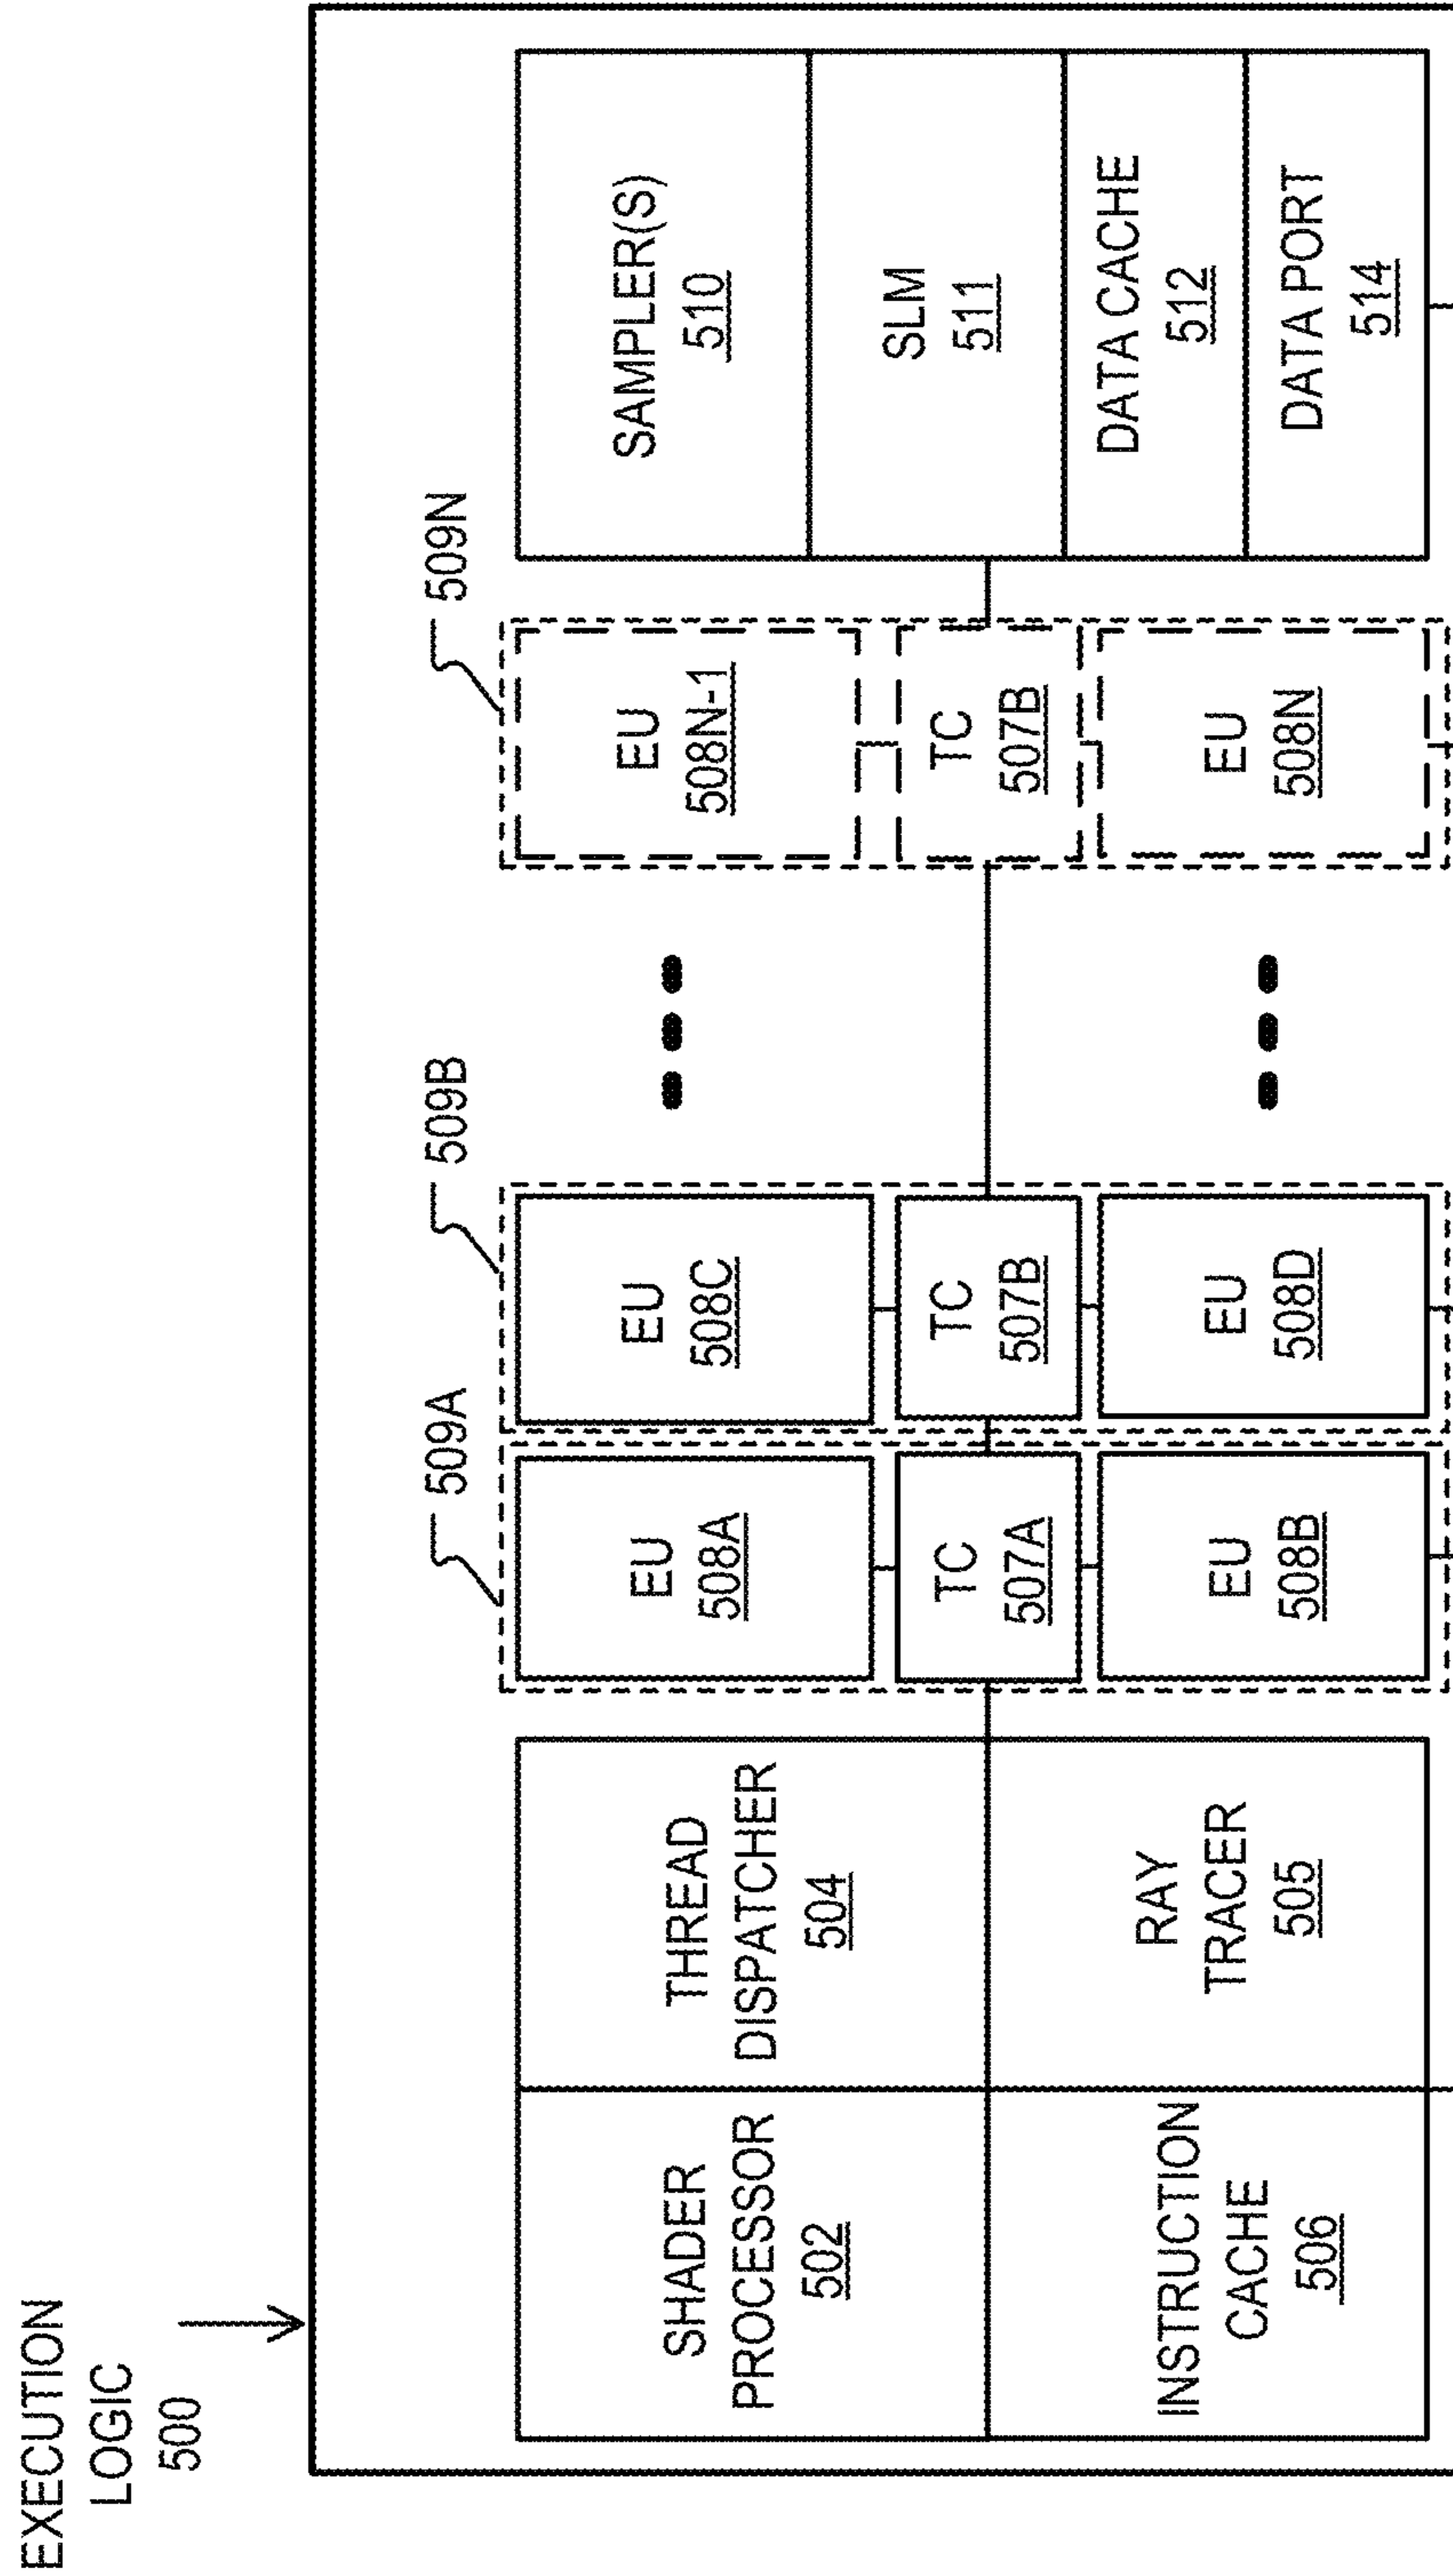 EXECUTION
LOGIC
500
509A
509B
509N
SHADER
PROCESSOR
502
THREAD
DISPATCHER
504
INSTRUCTION
CACHE
506
RAY
TRACER
505
EU
508A
TC
507A
EU
508B
EU
508C
TC
507B
EU
508D
EU
508N-1
TC
507B
EU
508N
SAMPLER(S)
510
SLM
511
DATA CACHE
512
DATA PORT
514